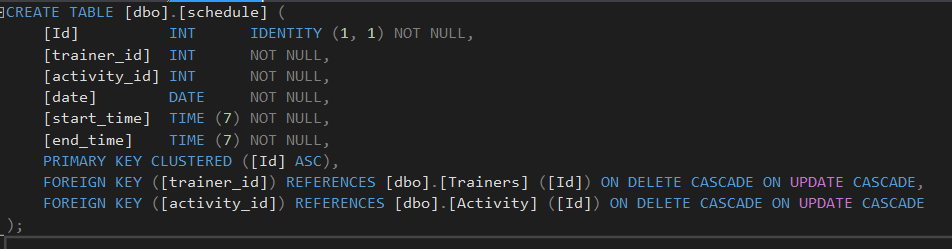 CREATE TABLE [dbo].[schedule] (
    [Id]          INT      IDENTITY (1, 1) NOT NULL,
    [trainer_id]  INT      NOT NULL,
    [activity_id] INT      NOT NULL,
    [date]        DATE     NOT NULL,
    [start_time]  TIME (7) NOT NULL,
    [end_time]    TIME (7) NOT NULL,
    PRIMARY KEY CLUSTERED ([Id] ASC),
    FOREIGN KEY ([trainer_id]) REFERENCES [dbo].[Trainers] ([Id]) ON DELETE CASCADE ON UPDATE CASCADE,
    FOREIGN KEY ([activity_id]) REFERENCES [dbo].[Activity] ([Id]) ON DELETE CASCADE ON UPDATE CASCADE
);